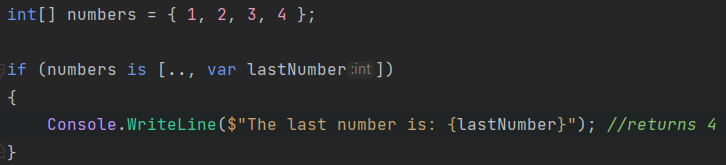 int[] numbers = { 1, 2, 3, 4 };
if (numbers is [.., var lastNumber:int])
{
Console.WriteLine($"The last number is: {lastNumber}"); //returns 4
}